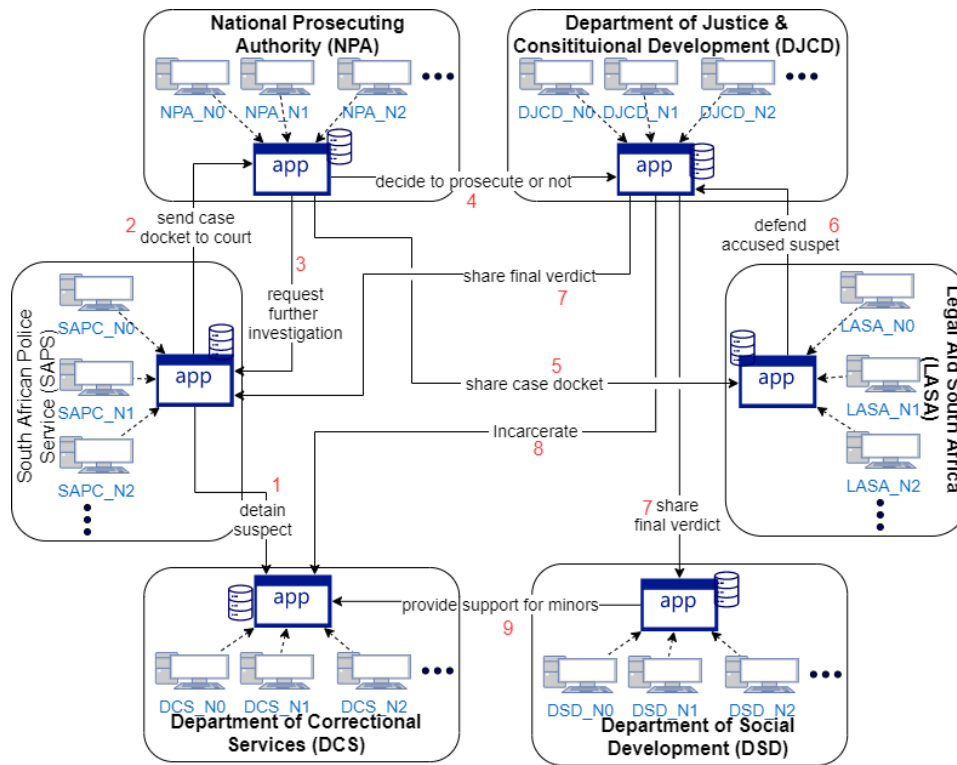 National Prosecuting
Authority (NPA)
NPA_N0
NPA_N1
NPA_N2
app
Department of Justice &
Consitituional Development (DJCD)
DJCD_N0
DJCD_N1
DJCD_N2
app
decide to prosecute or not
4
2
send case
docket to court
3
request
further
investigation
share final verdict
7
6
defend
accused suspet
South African Police
Service (SAPS)
SAPC_N0
SAPC_N1
SAPC_N2
app
5
share case docket
Legal Ard South Africa
(LASA)
LASA_N0
LASA_N1
LASA_N2
app
Incarcerate
8
1
detain
suspect
7 share
final verdict
app
provide support for minors
9
app
DCS_N0
DCS_N1
DCS_N2
Department of Correctional
Services (DCS)
DSD_N0
DSD_N1
DSD_N2
Department of Social
Development (DSD)